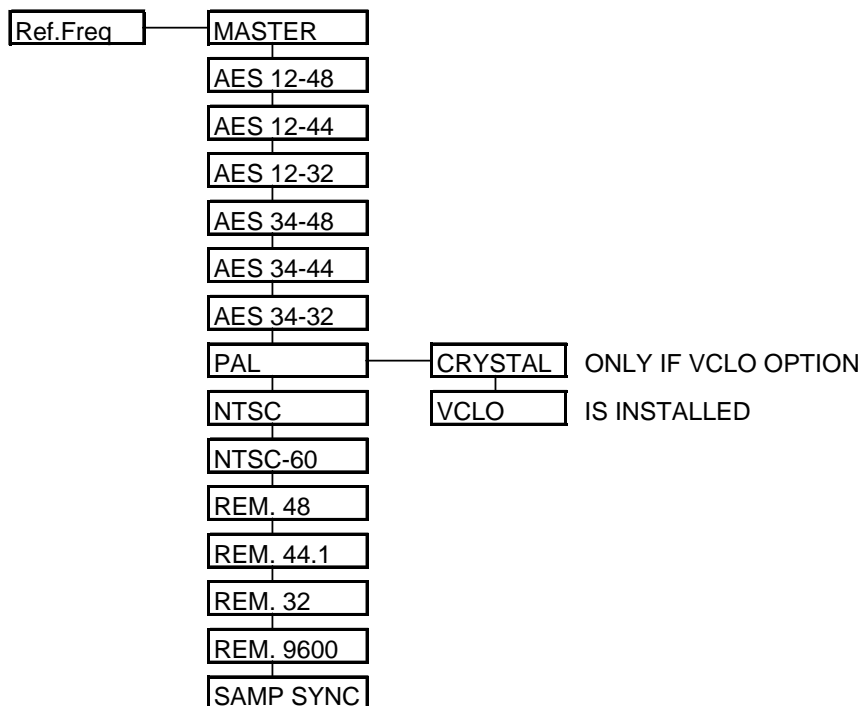 Ref.Freq MASTER
AES 12-48
AES 12-44
AES 12-32
AES 34-48
AES 34-44
AES 34-32
PAL CRYSTAL ONLY IF VCLO OPTION
NTSC VCLO IS INSTALLED
NTSC-60
REM. 48
REM. 44.1
REM. 32
REM. 9600
SAMP SYNC